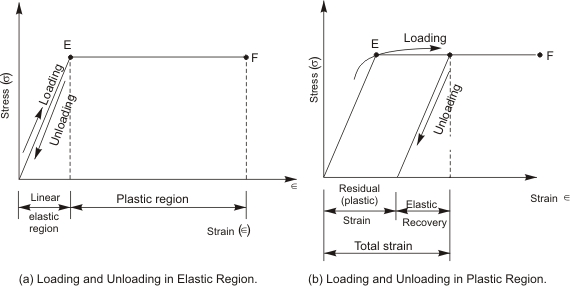 Stress (σ)
E
F
Loading
Unloading
∈
Linear
elastic
region
Plastic region
Strain (∈)
(a) Loading and Unloading in Elastic Region.
Stress (σ)
E
Loading
F
Unloading
Residual
(plastic)
Strain
Elastic
Recovery
Strain ∈
Total strain
(b) Loading and Unloading in Plastic Region.